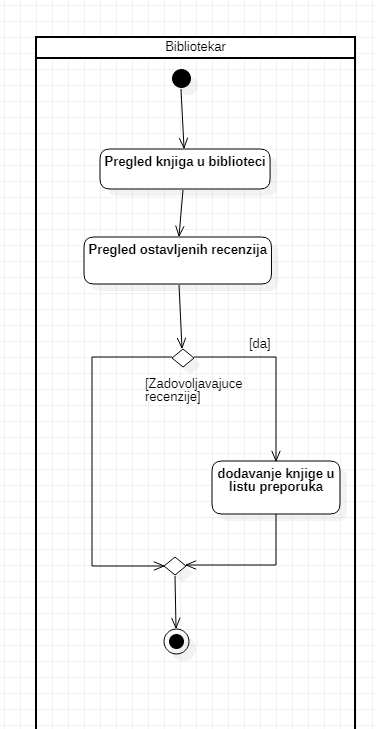 Bibliotekar
Pregled knjiga u biblioteci
Pregled ostavljenih recenzija
[da]
[Zadovoljavajuce
recenzije]
dodavanje knjige u
listu preporuka